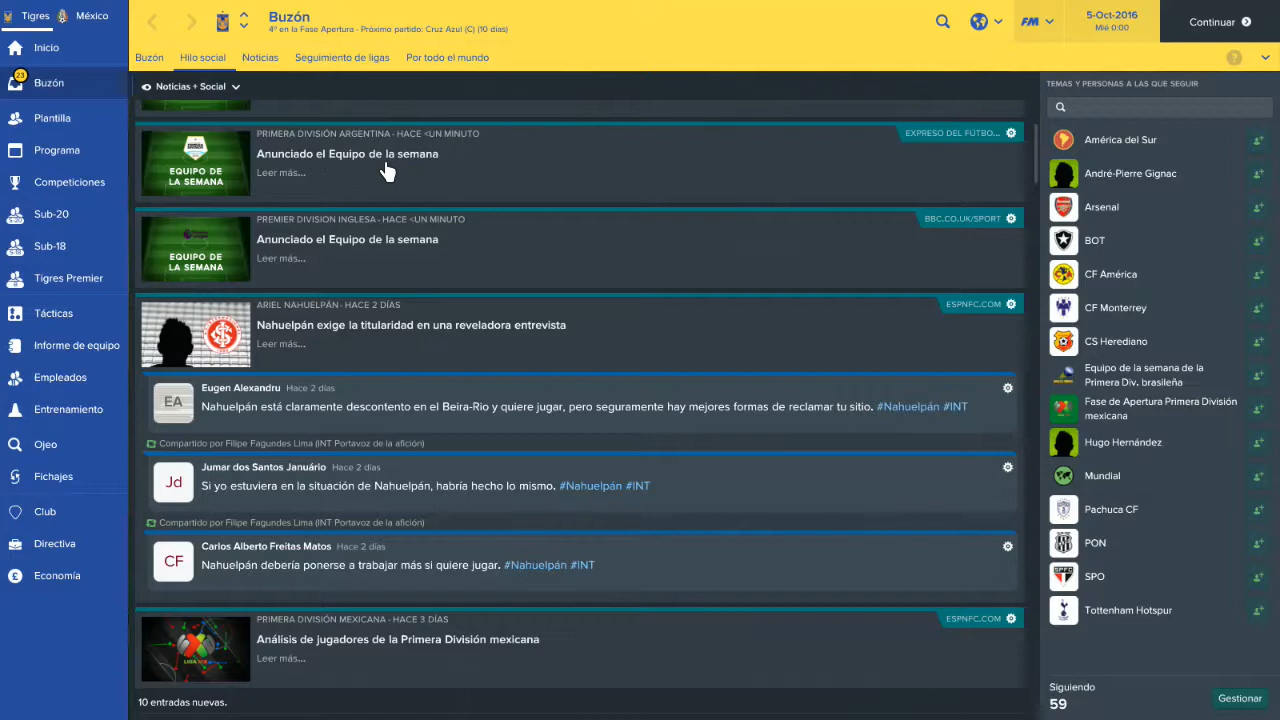 Tigres México
Buzón
4º en la Fase Apertura - Próximo partido: Cruz Azul (C) (10 días)
FM
5-Oct-2016
Mié 0:00
Continuar
Buzón Hilo social Noticias Seguimiento de ligas Por todo el mundo
?
Inicio
23
Buzón
Plantilla
Programa
Competiciones
Sub-20
Sub-18
Tigres Premier
Tácticas
Informe de equipo
Empleados
Entrenamiento
Ojeo
Fichajes
Club
Directiva
Economía
Noticias + Social
PRIMERA DIVISIÓN ARGENTINA - HACE <UN MINUTO
EXPRESO DEL FÚTBO...
Anunciado el Equipo de la semana
Leer más...
EQUIPO DE
LA SEMANA
PREMIER DIVISION INGLESA - HACE <UN MINUTO
BBC.CO.UK/SPORT
Anunciado el Equipo de la semana
Leer más...
EQUIPO DE
LA SEMANA
ARIEL NAHUELPÁN - HACE 2 DÍAS
ESPNFC.COM
Nahuelpán exige la titularidad en una reveladora entrevista
Leer más...
EA
Eugen Alexandru Hace 2 días
Nahuelpán está claramente descontento en el Beira-Rio y quiere jugar, pero seguramente hay mejores formas de reclamar tu sitio. #Nahuelpán #INT
Compartido por Filipe Fagundes Lima (INT Portavoz de la afición)
Jd
Jumar dos Santos Januário Hace 2 días
Si yo estuviera en la situación de Nahuelpán, habría hecho lo mismo. #Nahuelpán #INT
Compartido por Filipe Fagundes Lima (INT Portavoz de la afición)
CF
Carlos Alberto Freitas Matos Hace 2 días
Nahuelpán debería ponerse a trabajar más si quiere jugar. #Nahuelpán #INT
PRIMERA DIVISIÓN MEXICANA - HACE 3 DÍAS
ESPNFC.COM
Análisis de jugadores de la Primera División mexicana
Leer más...
LIGA MX
10 entradas nuevas.
TEMAS Y PERSONAS A LAS QUE SEGUIR
América del Sur
André-Pierre Gignac
Arsenal
BOT
CF América
CF Monterrey
CS Herediano
Equipo de la semana de la
Primera Div. brasileña
Fase de Apertura Primera División
mexicana
Hugo Hernández
Mundial
Pachuca CF
PON
SPO
Tottenham Hotspur
Siguiendo
59
Gestionar